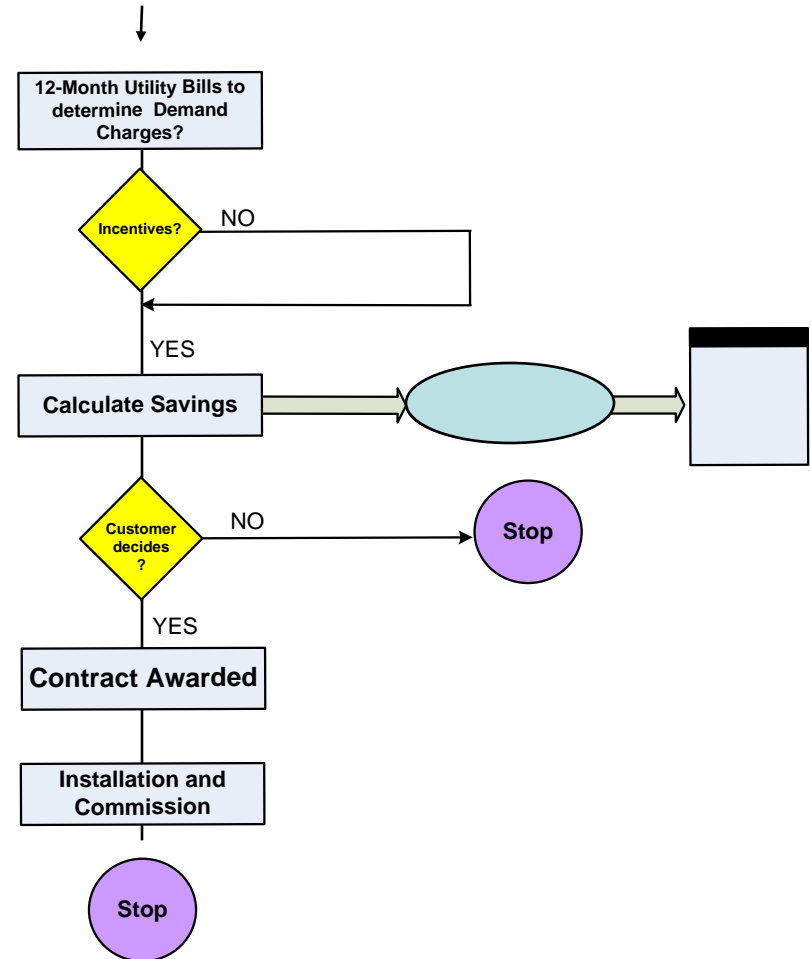 12-Month Utility Bills to
determine Demand
Charges?
Incentives?
NO
YES
Calculate Savings
Customer
decides
?
NO
Stop
YES
Contract Awarded
Installation and
Commission
Stop